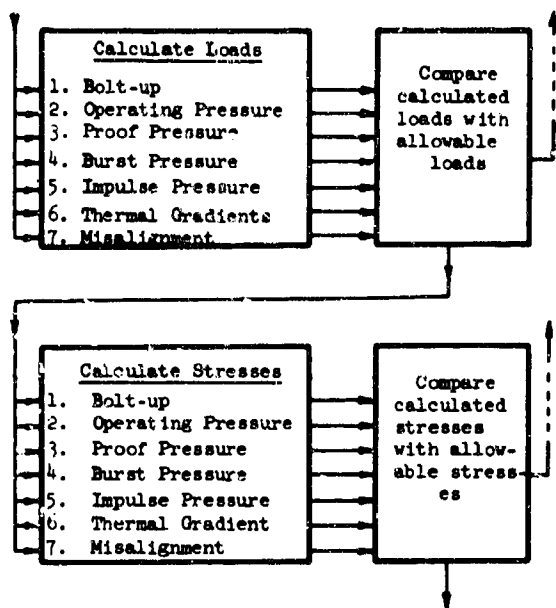 Calculate Loads
1. Bolt-up
2. Operating Pressure
3. Proof Pressure
4. Burst Pressure
5. Impulse Pressure
6. Thermal Gradients
7. Misalignment
Compare
calculated
loads with
allowable
loads
Calculate Stresses
1. Bolt-up
2. Operating Pressure
3. Proof Pressure
4. Burst Pressure
5. Impulse Pressure
6. Thermal Gradient
7. Misalignment
Compare
calculated
stresses
with allow-
able stress-
es